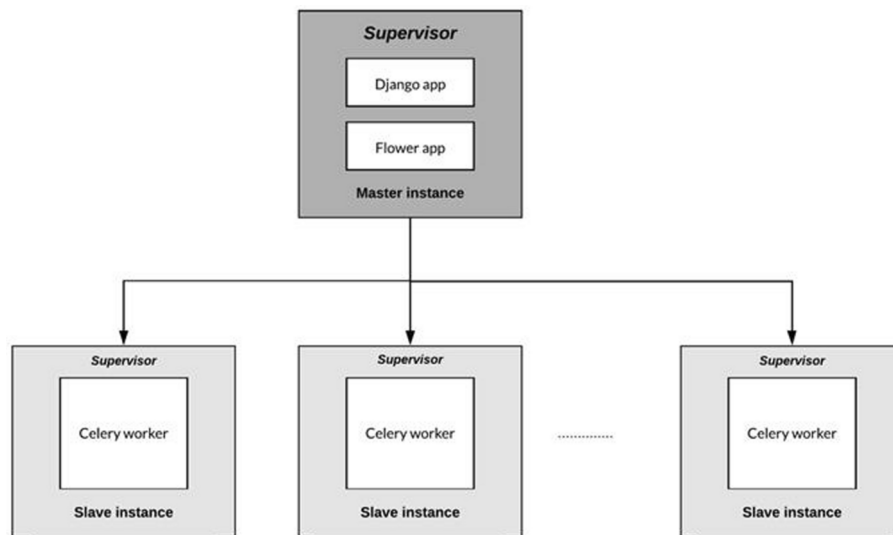 Supervisor
Django app
Flower app
Master instance
Supervisor
Celery worker
Slave instance
Supervisor
Celery worker
Slave instance
.............
Supervisor
Celery worker
Slave instance